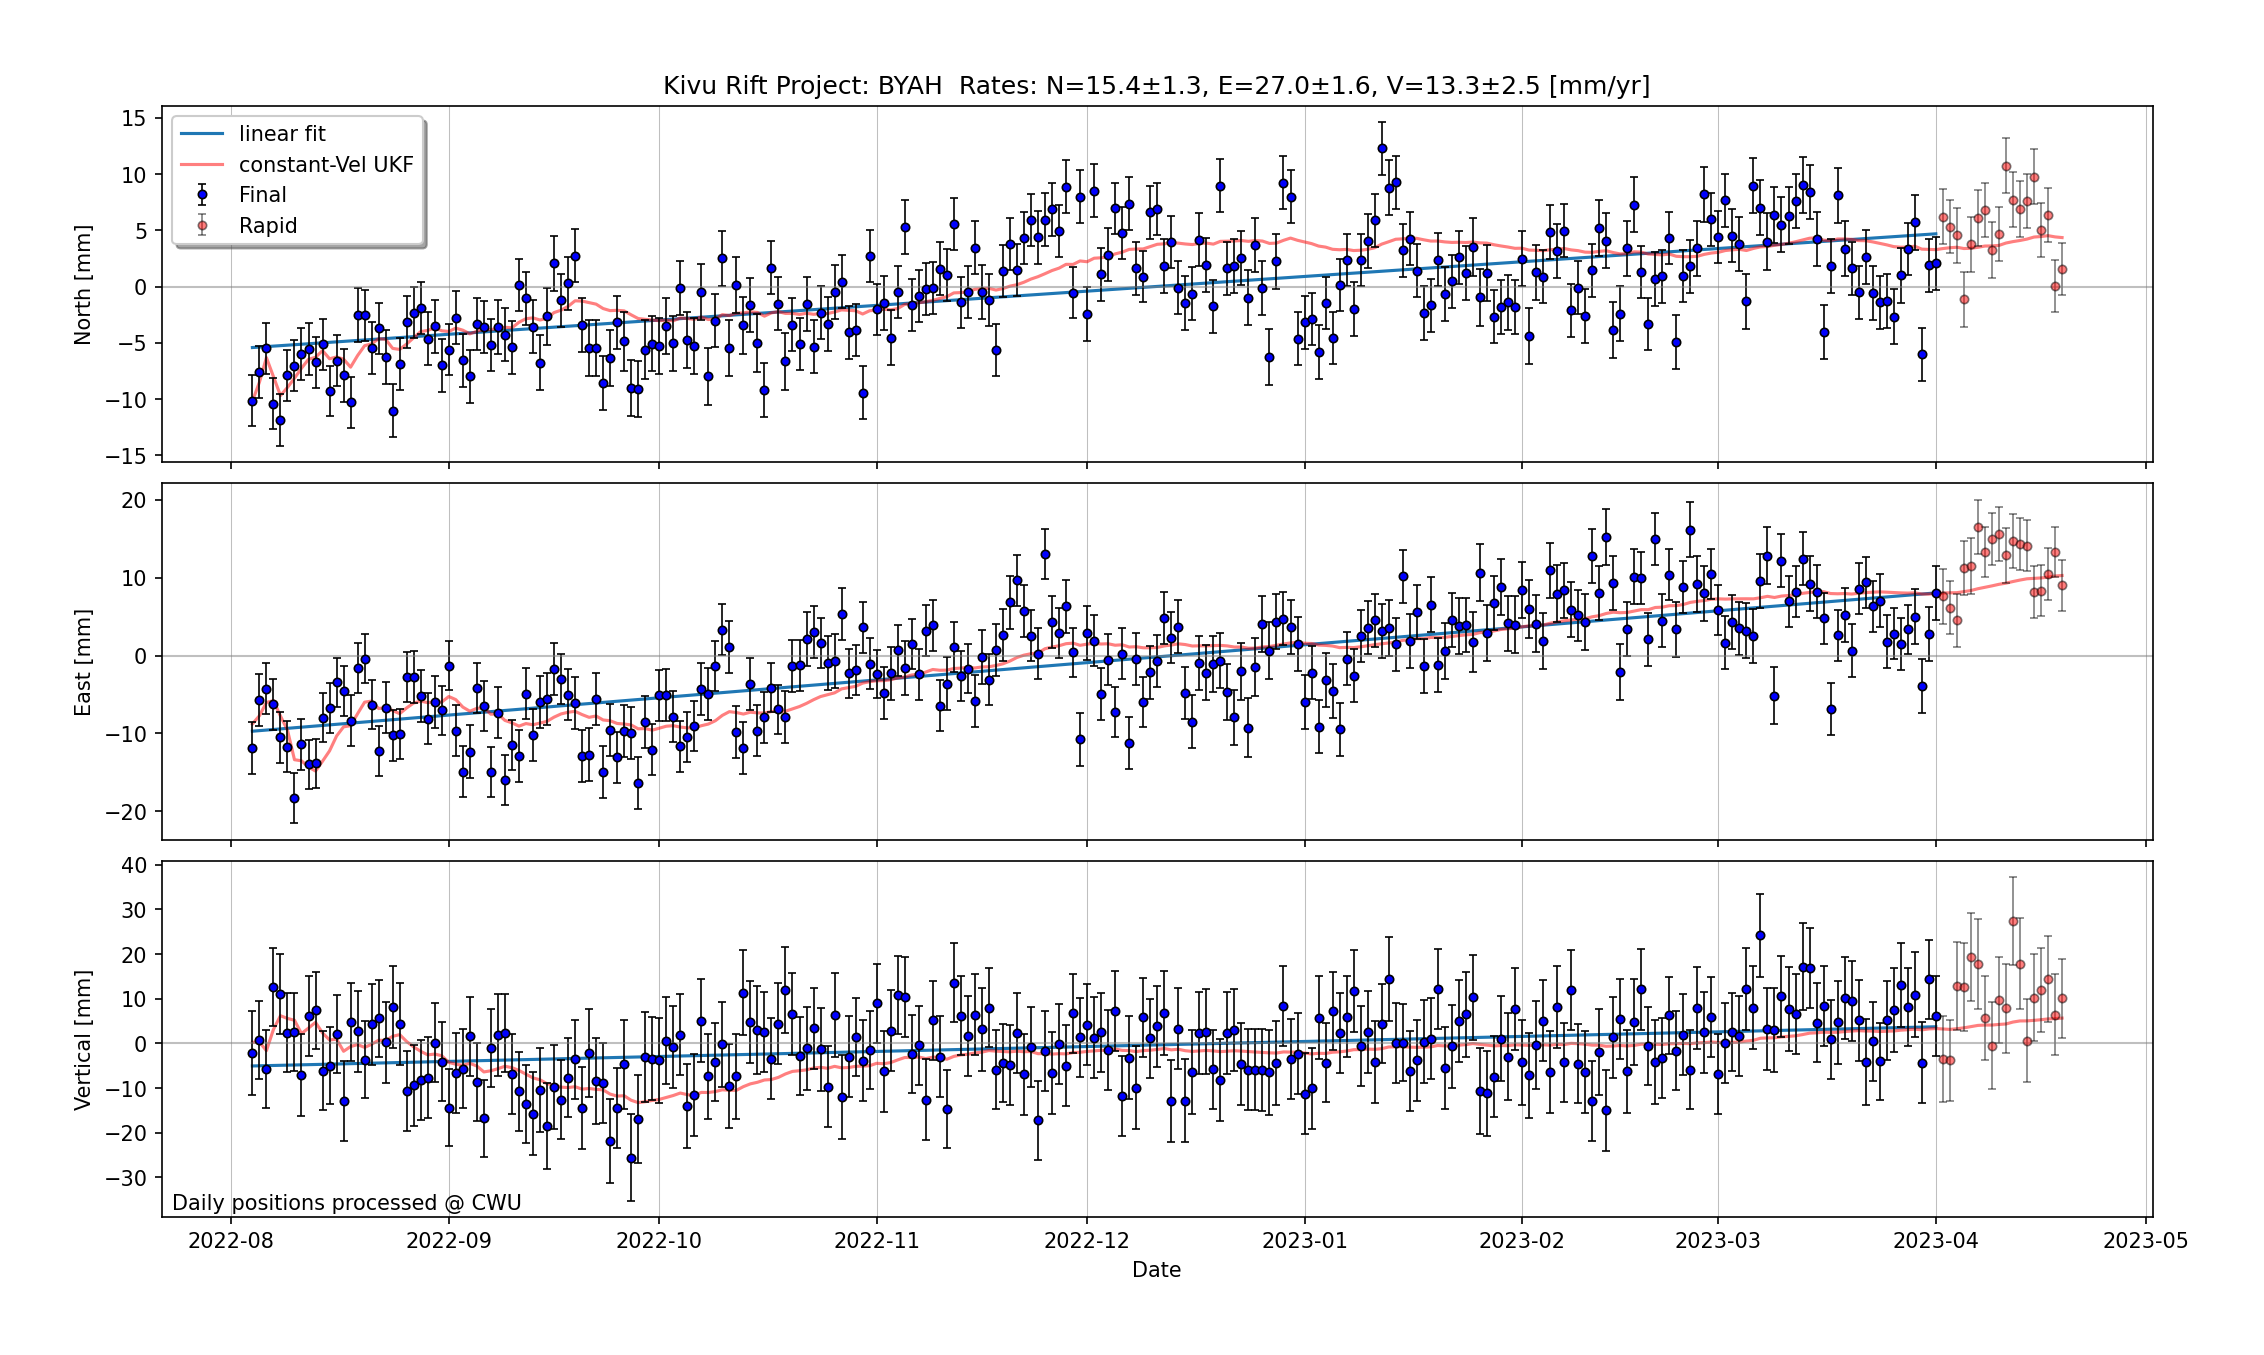 Kivu Rift Project: BYAH  Rates: N=15.4±1.3, E=27.0±1.6, V=13.3±2.5 [mm/yr]
linear fit
constant-Vel UKF
Final
Rapid
North [mm]
15
10
5
0
−5
−10
−15
East [mm]
20
10
0
−10
−20
Vertical [mm]
40
30
20
10
0
−10
−20
−30
Daily positions processed @ CWU
2022-08 2022-09 2022-10 2022-11 2022-12 2023-01 2023-02 2023-03 2023-04 2023-05
Date